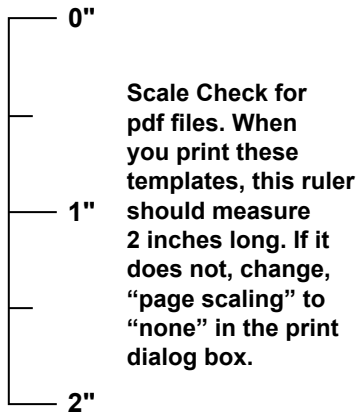 0"
Scale Check for
pdf files. When
you print these
templates, this ruler
1" should measure
2 inches long. If it
does not, change,
“page scaling” to
“none” in the print
dialog box.
2"